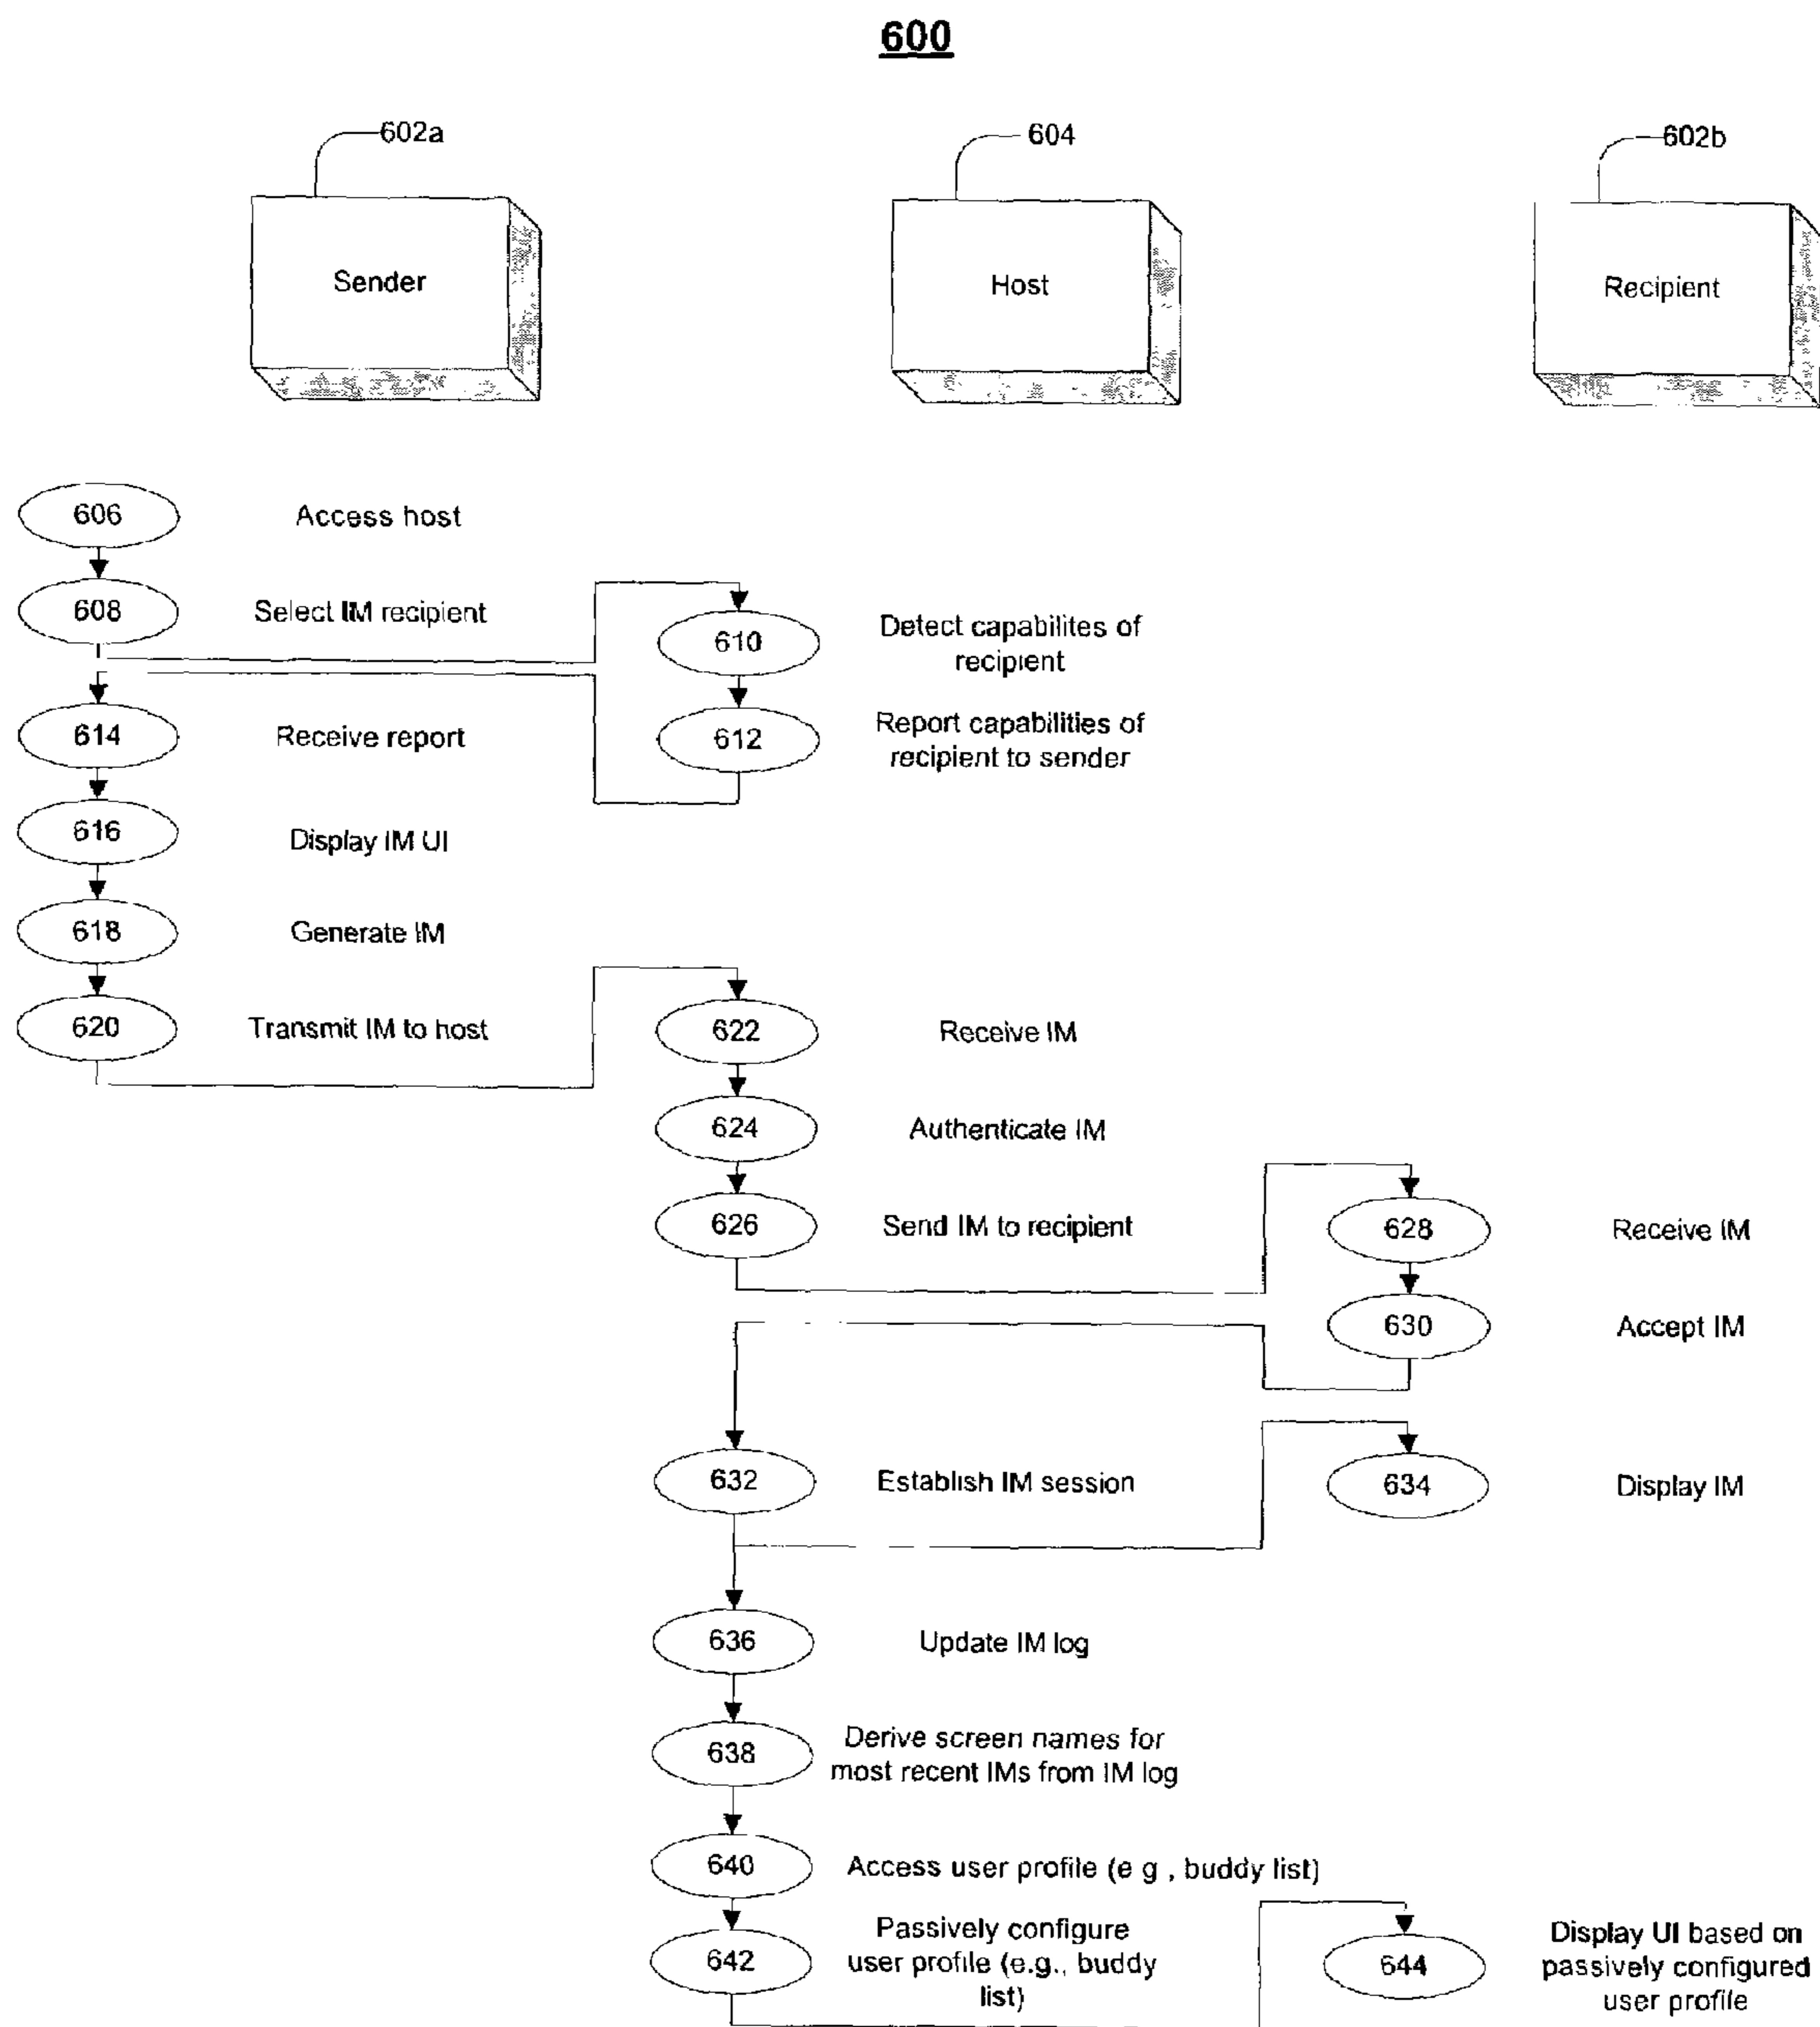 600
602a
604
602b
Sender
Host
Recipient
606
Access host
608
Select IM recipient
610
Detect capabilites of
recipient
614
Receive report
612
Report capabilities of
recipient to sender
616
Display IM UI
618
Generate IM
620
Transmit IM to host
622
Receive IM
624
Authenticate IM
626
Send IM to recipient
628
Receive IM
630
Accept IM
632
Establish IM session
634
Display IM
636
Update IM log
638
Derive screen names for
most recent IMs from IM log
640
Access user profile (e g , buddy list)
642
Passively configure
user profile (e.g., buddy
list)
644
Display UI based on
passively configured
user profile